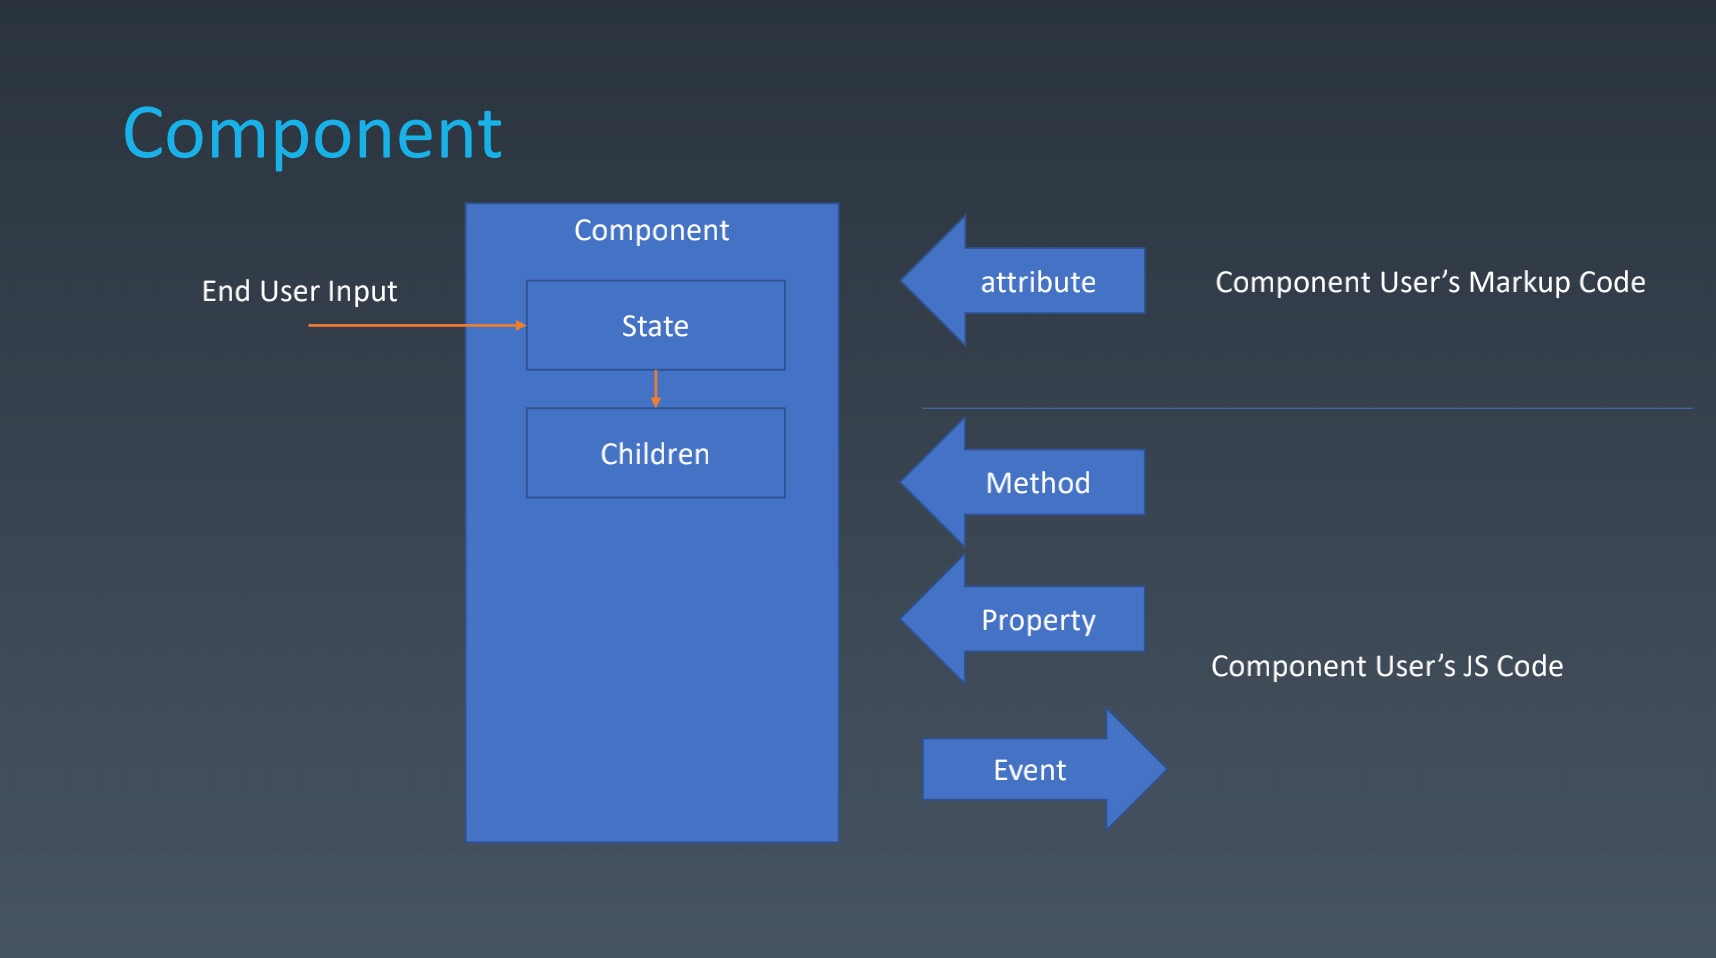 Component
Component
End User Input
State
Children
attribute
Component User’s Markup Code
Method
Property
Component User’s JS Code
Event